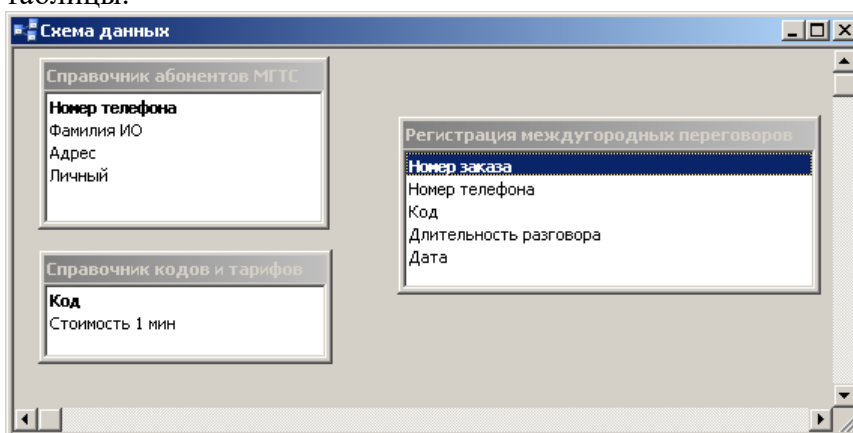 таблицы.
Схема данных
Справочник абонентов МГТС
Номер телефона
Фамилия ИО
Адрес
Личный
Регистрация междугородных переговоров
Номер заказа
Номер телефона
Код
Длительность разговора
Дата
Справочник кодов и тарифов
Код
Стоимость 1 мин